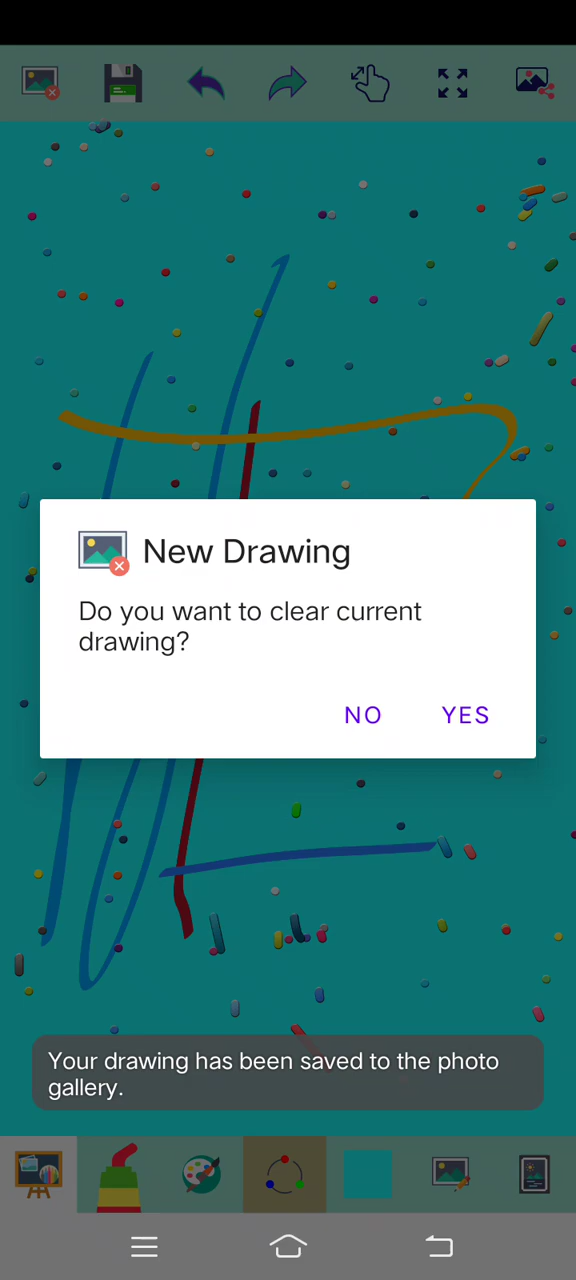 New Drawing
Do you want to clear current
drawing?
NO YES
Your drawing has been saved to the photo
gallery.